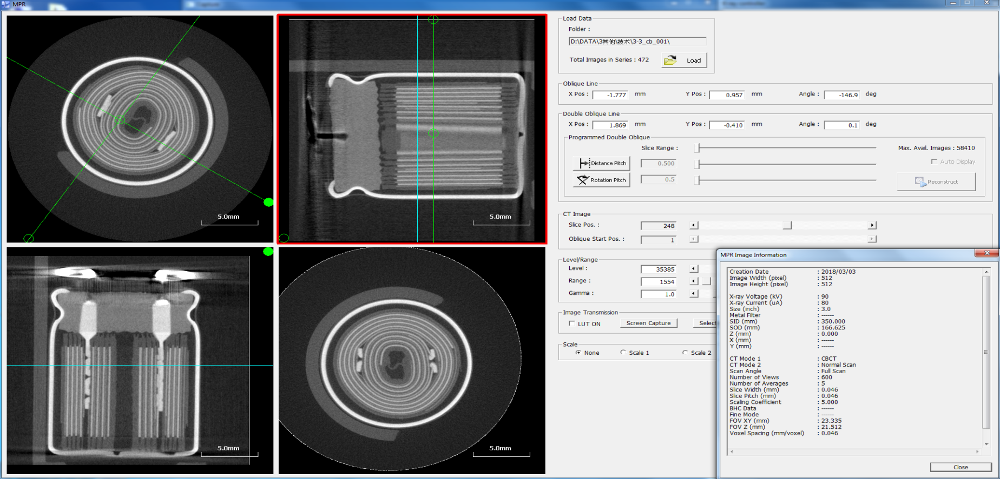 MPR
5.0mm
5.0mm
5.0mm
5.0mm
Load Data
Folder :
D:\DATA\3其他\技术\3-3_cb_001\
Total Images in Series : 472
Load
Oblique Line
X Pos : -1.777 mm Y Pos : 0.957 mm Angle : -146.9 deg
Double Oblique Line
X Pos : 1.869 mm Y Pos : -0.410 mm Angle : 0.1 deg
Programmed Double Oblique
Slice Range : Max. Avail. Images : 58410
Distance Pitch 0.500 Auto Display
Rotation Pitch 0.5 Reconstruct
CT Image
Slice Pos. : 248
Oblique Start Pos. : 1
Level/Range
Level : 35385
Range : 1554
Gamma : 1.0
Image Transmission
LUT ON Screen Capture Select
Scale
None Scale 1 Scale 2
MPR Image Information
Creation Date : 2018/03/03
Image Width (pixel) : 512
Image Height (pixel) : 512
X-ray Voltage (kV) : 90
X-ray Current (uA) : 80
Size (inch) : 3.0
Metal Filter : ------
SID (mm) : 350.000
SOD (mm) : 166.625
Z (mm) : 0.000
X (mm) : ------
Y (mm) : ------
CT Mode 1 : CBCT
CT Mode 2 : Normal Scan
Scan Angle : Full Scan
Number of Views : 600
Number of Averages : 5
Slice Width (mm) : 0.046
Slice Pitch (mm) : 0.046
Scaling Coefficient : 5.000
BHC Data : ------
Fine Mode : ------
FOV XY (mm) : 23.335
FOV Z (mm) : 21.512
Voxel Spacing (mm/voxel) : 0.046
Close